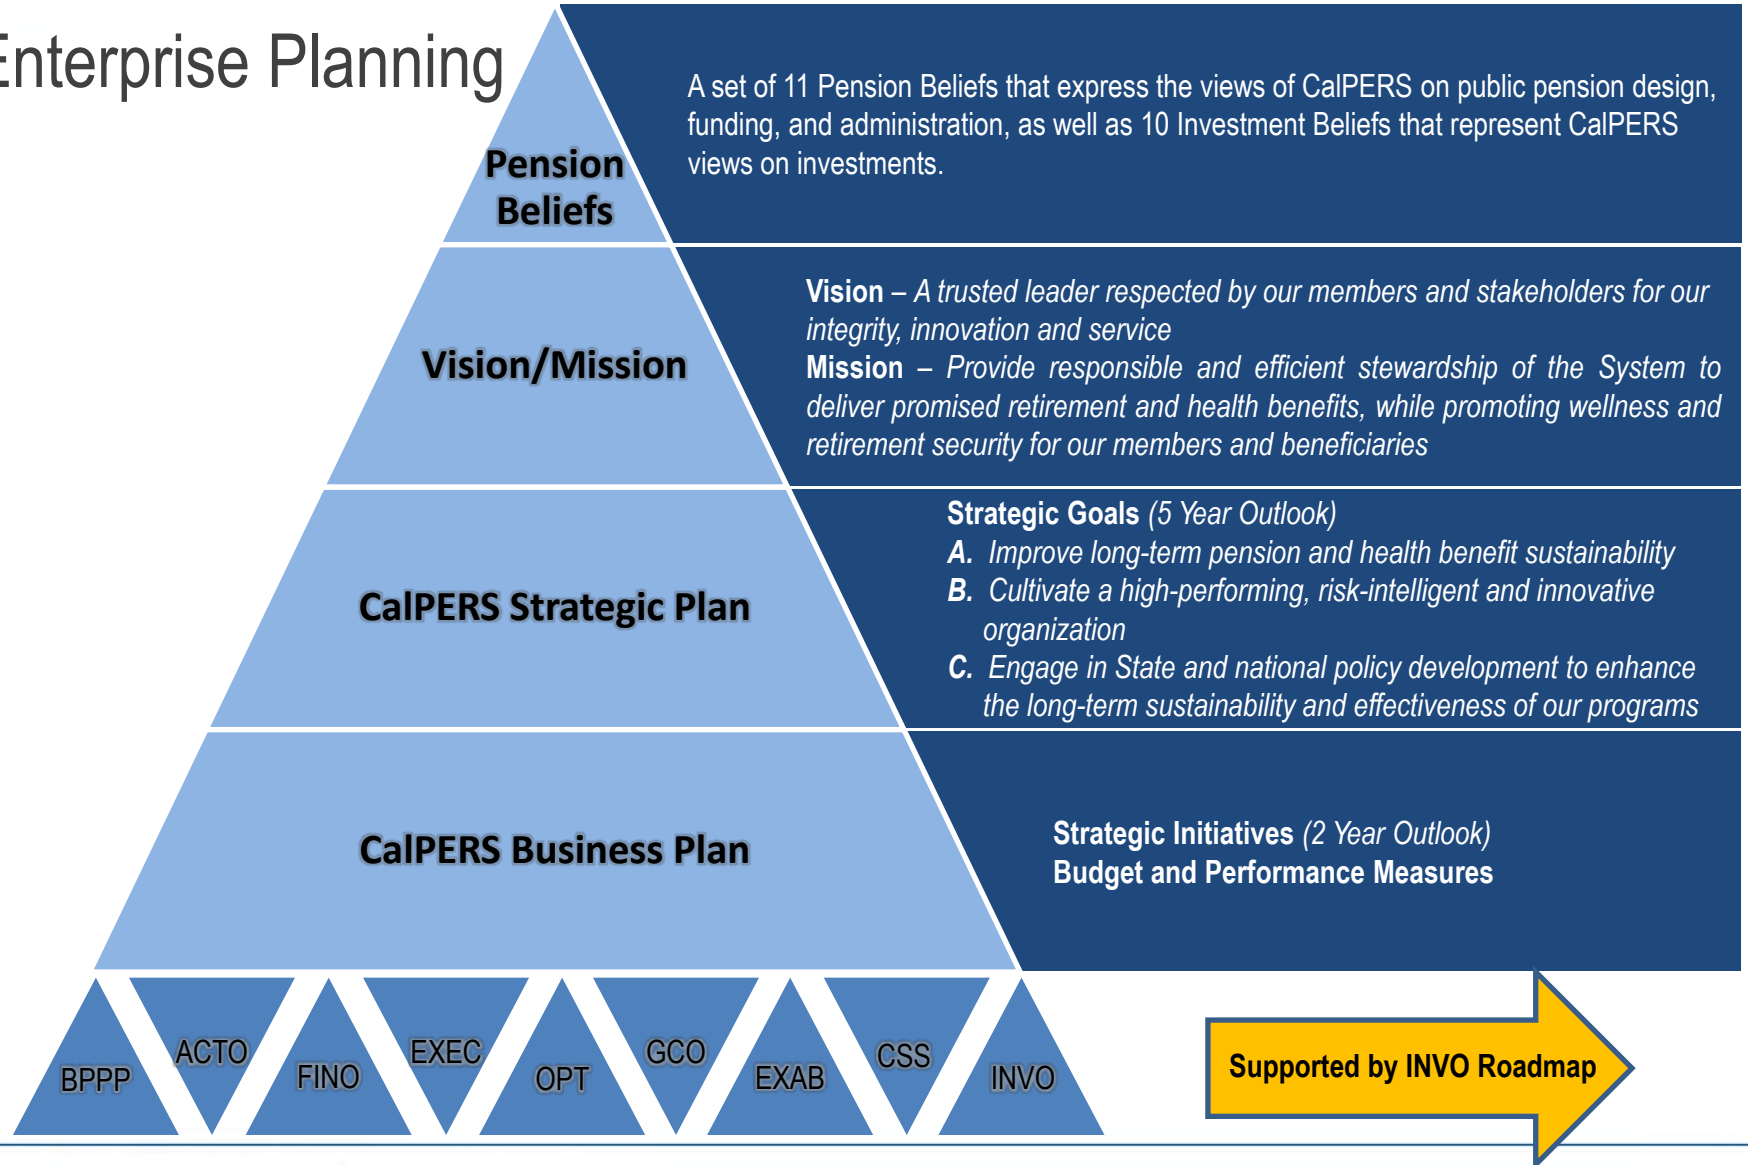 Enterprise Planning
Pension
Beliefs
A set of 11 Pension Beliefs that express the views of CalPERS on public pension design,
funding, and administration, as well as 10 Investment Beliefs that represent CalPERS
views on investments.
Vision/Mission
Vision – A trusted leader respected by our members and stakeholders for our
integrity, innovation and service
Mission – Provide responsible and efficient stewardship of the System to
deliver promised retirement and health benefits, while promoting wellness and
retirement security for our members and beneficiaries
CalPERS Strategic Plan
Strategic Goals (5 Year Outlook)
A. Improve long-term pension and health benefit sustainability
B. Cultivate a high-performing, risk-intelligent and innovative
organization
C. Engage in State and national policy development to enhance
the long-term sustainability and effectiveness of our programs
CalPERS Business Plan
Strategic Initiatives (2 Year Outlook)
Budget and Performance Measures
BPPP
ACTO
FINO
EXEC
OPT
GCO
EXAB
CSS
INVO
Supported by INVO Roadmap